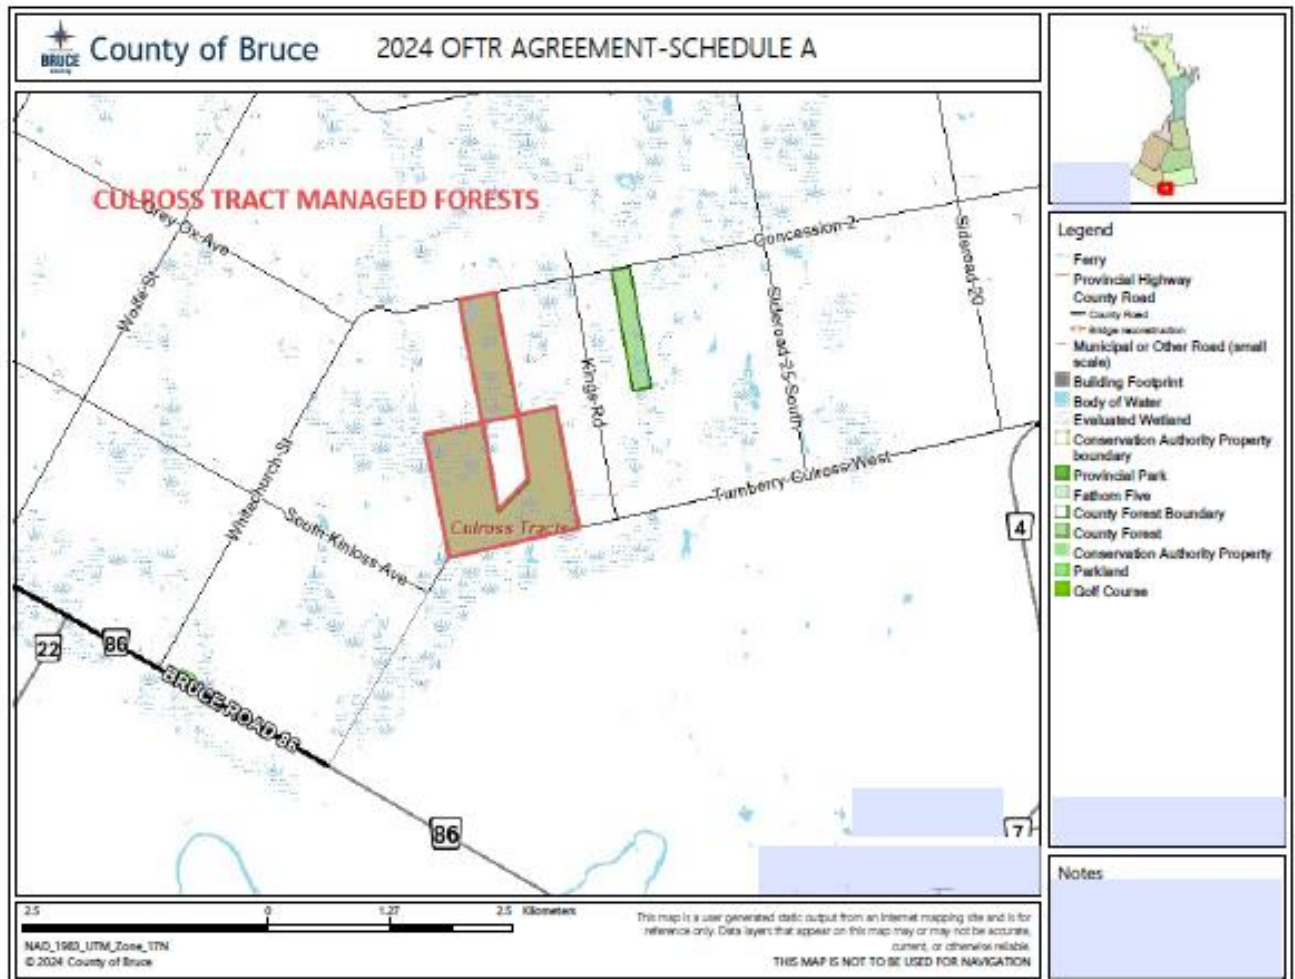 BRUCE
county
County of Bruce
2024 OFTR AGREEMENT-SCHEDULE A
CULROSS TRACT MANAGED FORESTS
Grey-Ox-Ave
Wolfe-St
Concession-2
Sideroad-20
Sideroad-25-South
Kings-Rd
Whitechurch-St
South-Kinloss-Ave
Culross Tracts
Turnberry-Culross-West
4
22
86
BRUCE-ROAD-86
86
7
Legend
Ferry
Provincial Highway
County Road
County Road
Bridge reconstruction
Municipal or Other Road (small
scale)
Building Footprint
Body of Water
Evaluated Wetland
Conservation Authority Property
boundary
Provincial Park
Fathom Five
County Forest Boundary
County Forest
Conservation Authority Property
Parkland
Golf Course
Notes
2.5 0 1.27 2.5 Kilometers
NAD_1983_UTM_Zone_17N
© 2024 County of Bruce
This map is a user generated static output from an Internet mapping site and is for
reference only. Data layers that appear on this map may or may not be accurate,
current, or otherwise reliable.
THIS MAP IS NOT TO BE USED FOR NAVIGATION